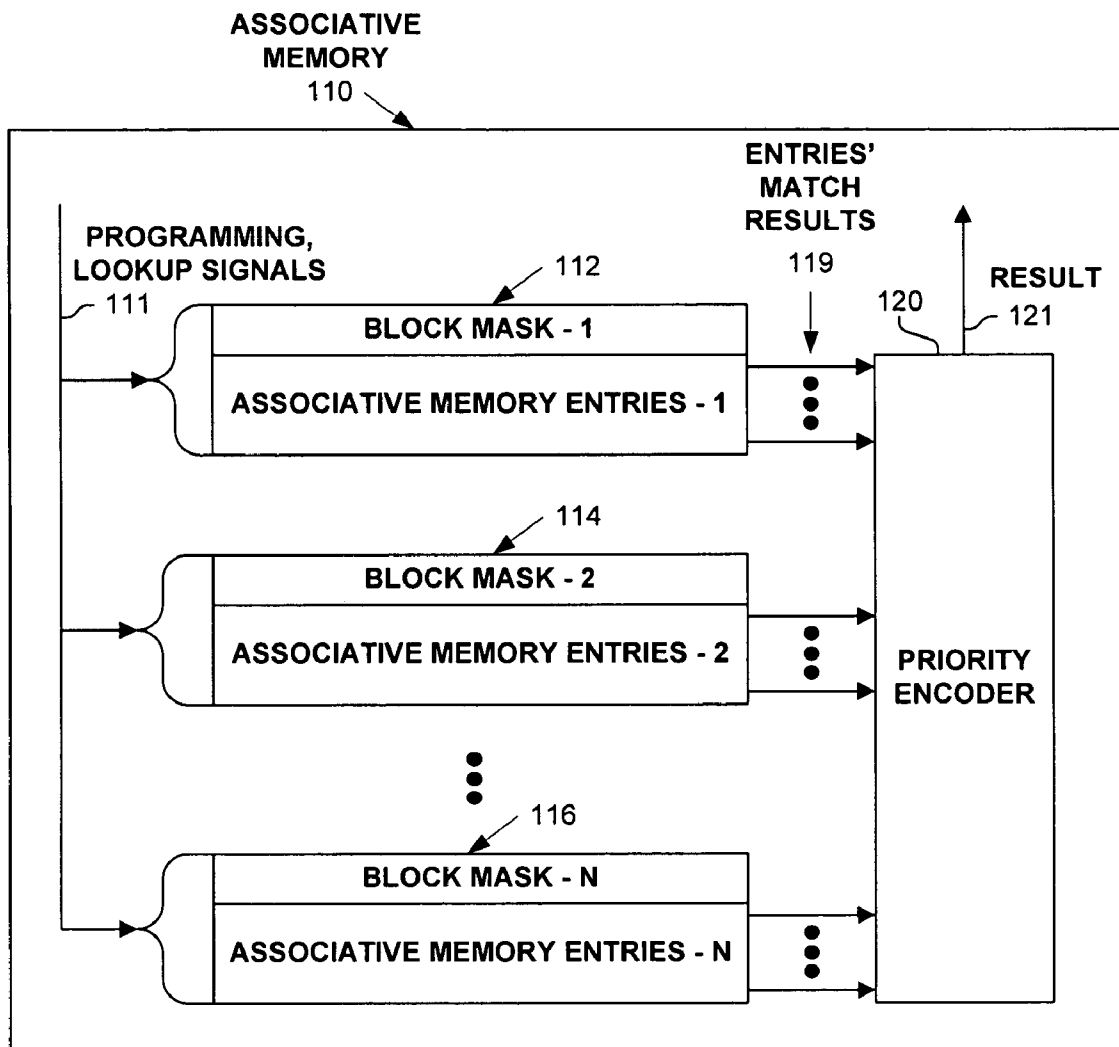 ASSOCIATIVE
MEMORY
110
ENTRIES'
MATCH
RESULTS
119
PROGRAMMING,
LOOKUP SIGNALS
111
112
RESULT
121
120
BLOCK MASK - 1
ASSOCIATIVE MEMORY ENTRIES - 1
114
BLOCK MASK - 2
ASSOCIATIVE MEMORY ENTRIES - 2
PRIORITY
ENCODER
116
BLOCK MASK - N
ASSOCIATIVE MEMORY ENTRIES - N